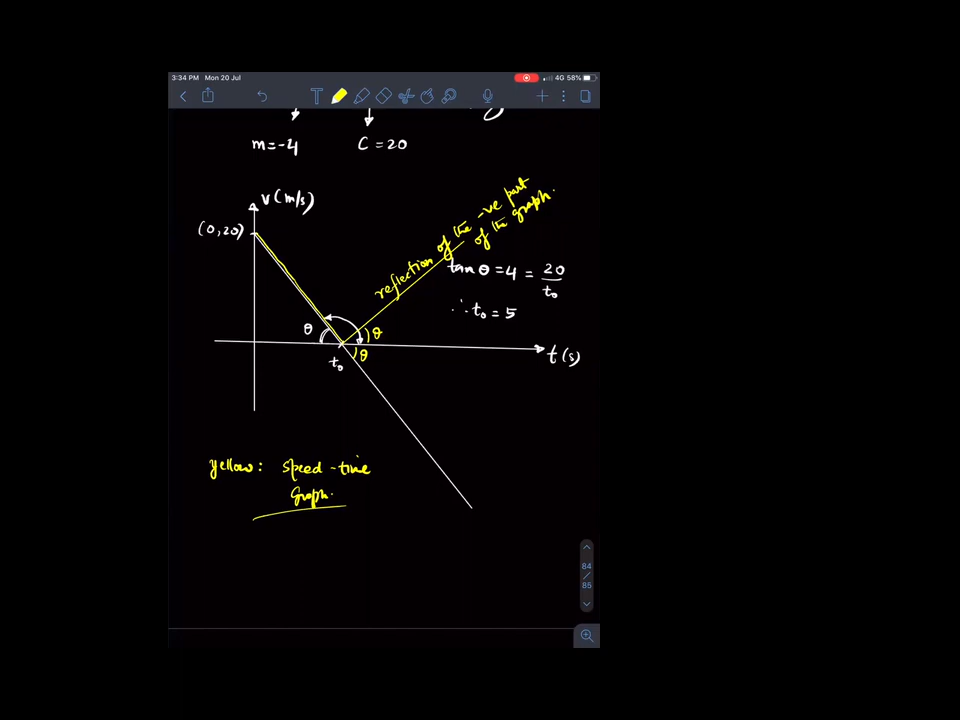 3:34 PM Mon 20 Jul
4G 58%
T
m = -4
C = 20
v (m/s)
(0, 20)
reflection of the -ve part
of the graph.
tan θ = 4 = 20/t₀
∴ t₀ = 5
θ
θ
θ
t₀
t (s)
yellow: speed-time
graph.
84
/
85